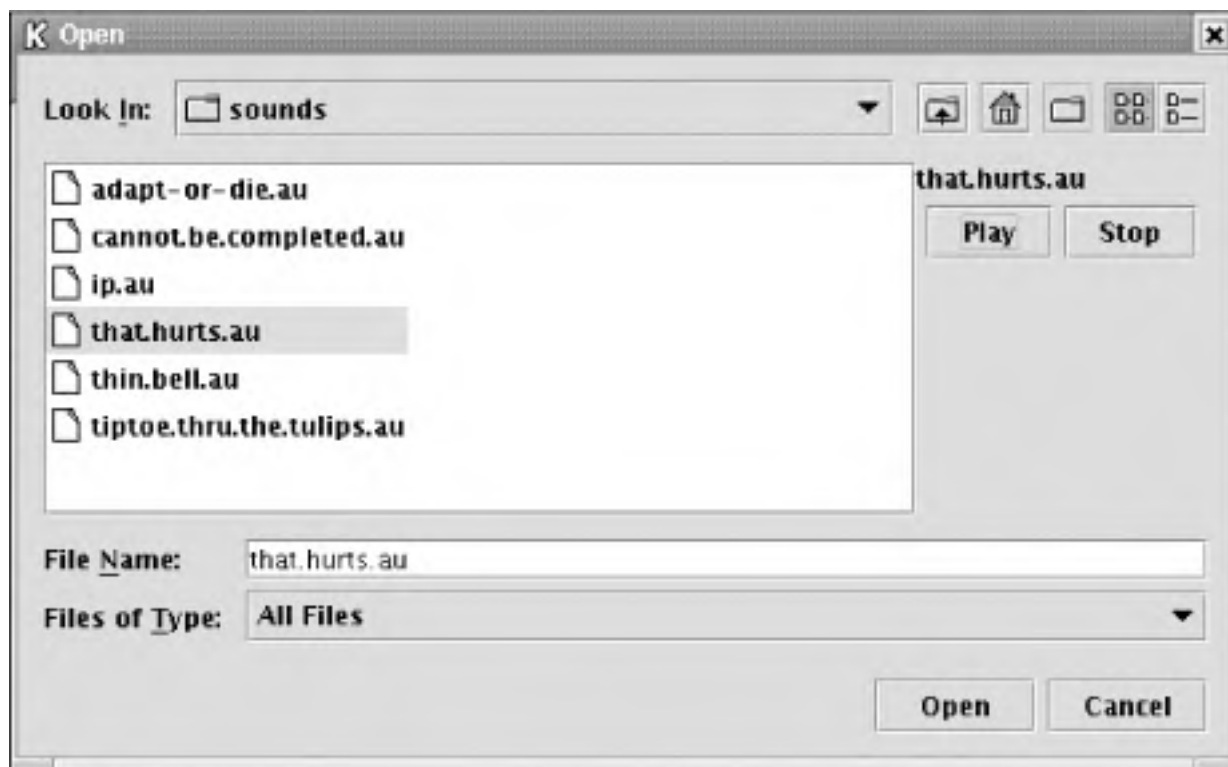 K Open
Look In: sounds
adapt-or-die.au
cannot.be.completed.au
ip.au
that.hurts.au
thin.bell.au
tiptoe.thru.the.tulips.au
that.hurts.au
Play Stop
File Name: that.hurts.au
Files of Type: All Files
Open Cancel